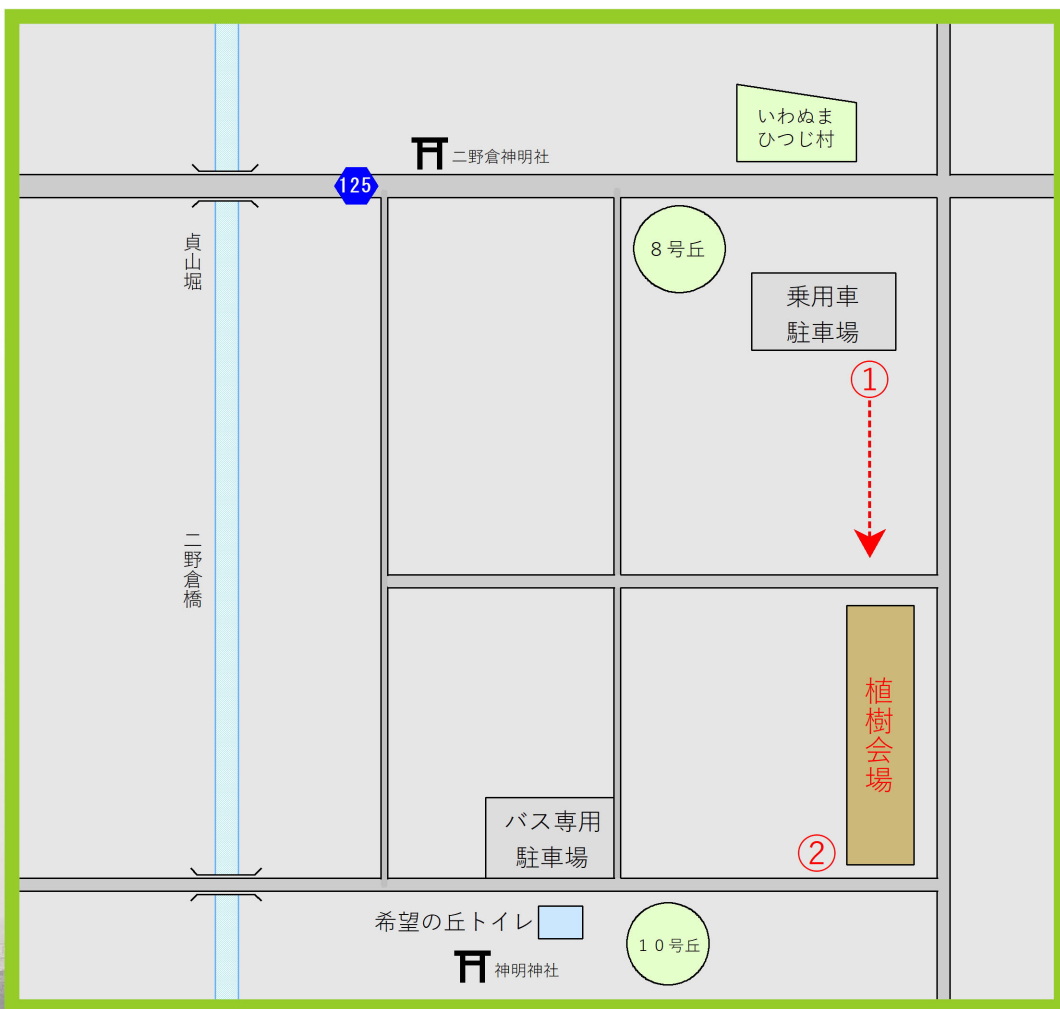 いわぬま
ひつじ村
二野倉神明社
125
貞山堀
8号丘
乗用車
駐車場
①
二野倉橋
植樹会場
バス専用
駐車場
②
希望の丘トイレ
10号丘
神明神社